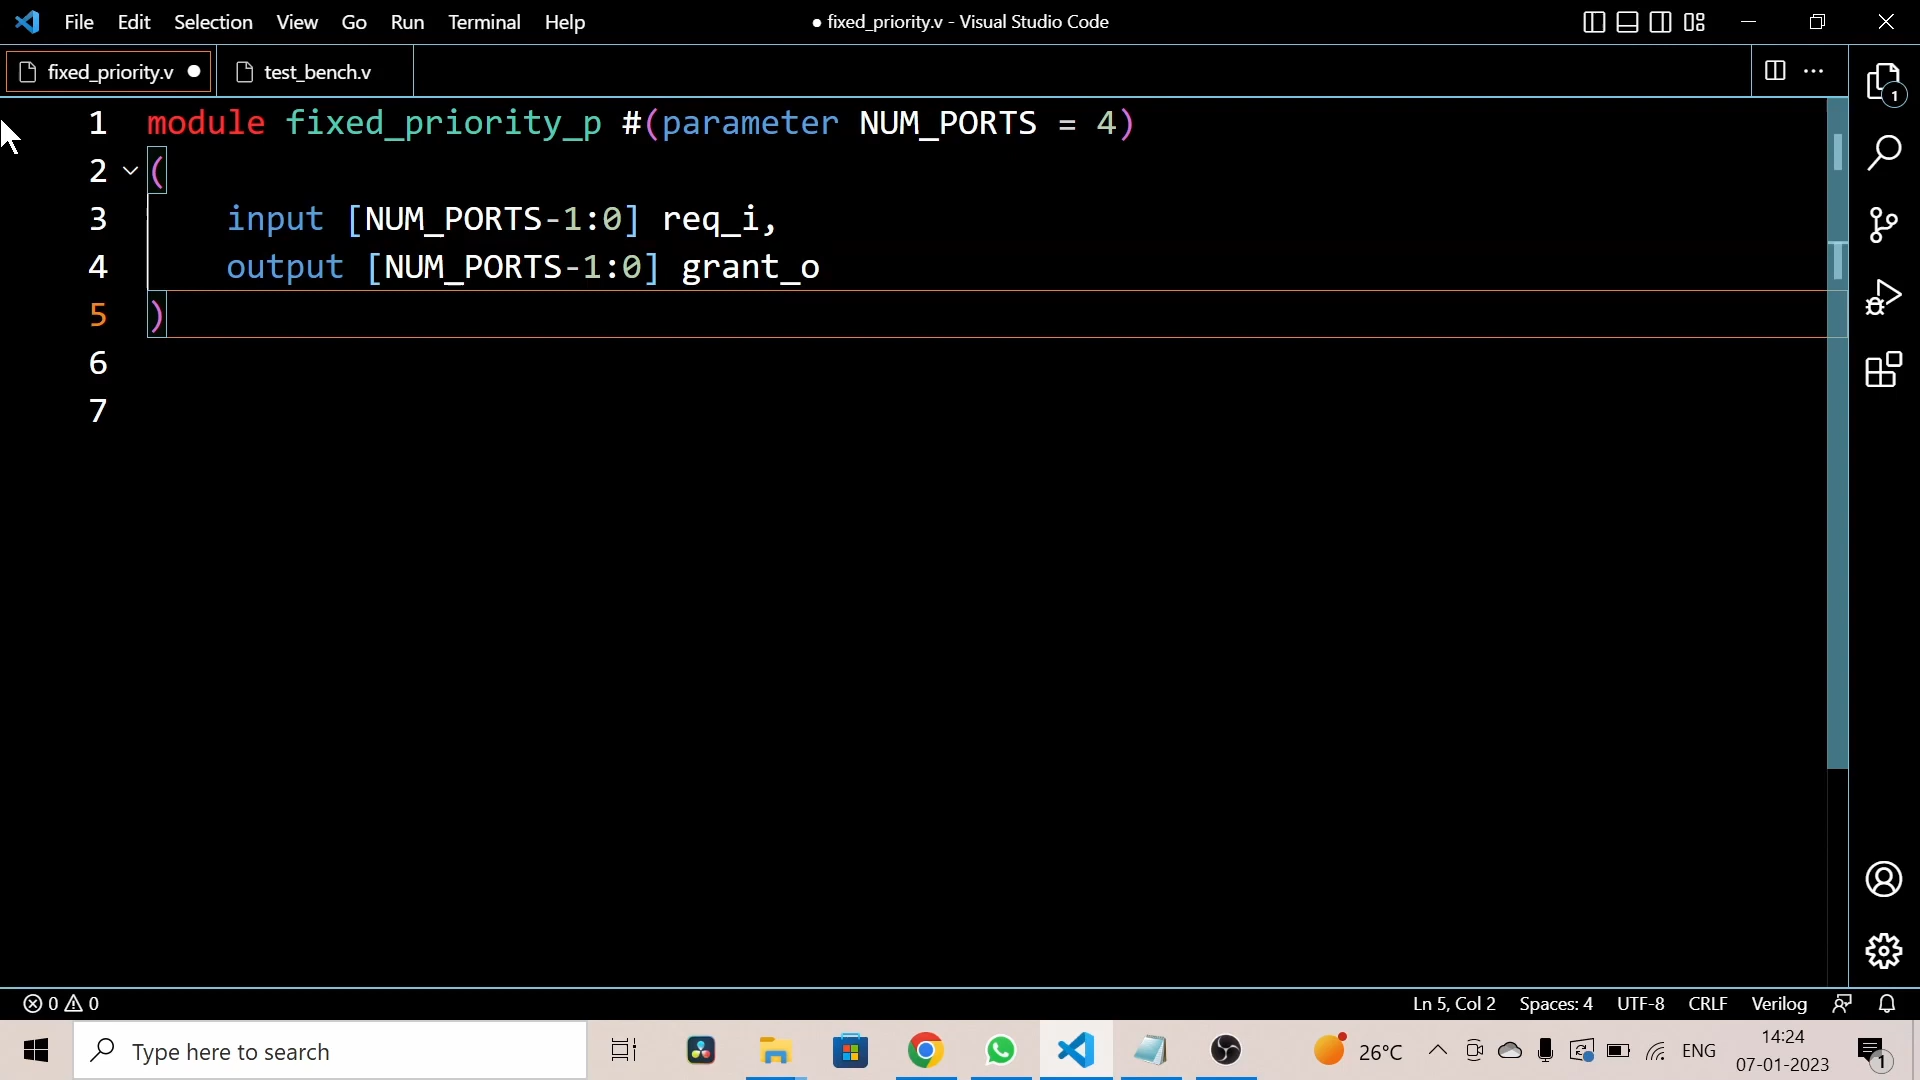 File Edit Selection View Go Run Terminal Help
● fixed_priority.v - Visual Studio Code
fixed_priority.v
test_bench.v
1 module fixed_priority_p #(parameter NUM_PORTS = 4)
2 (
3 input [NUM_PORTS-1:0] req_i,
4 output [NUM_PORTS-1:0] grant_o
5 )
6
7
1
0 0
Ln 5, Col 2 Spaces: 4 UTF-8 CRLF Verilog
Type here to search
26°C
ENG
14:24
07-01-2023
1